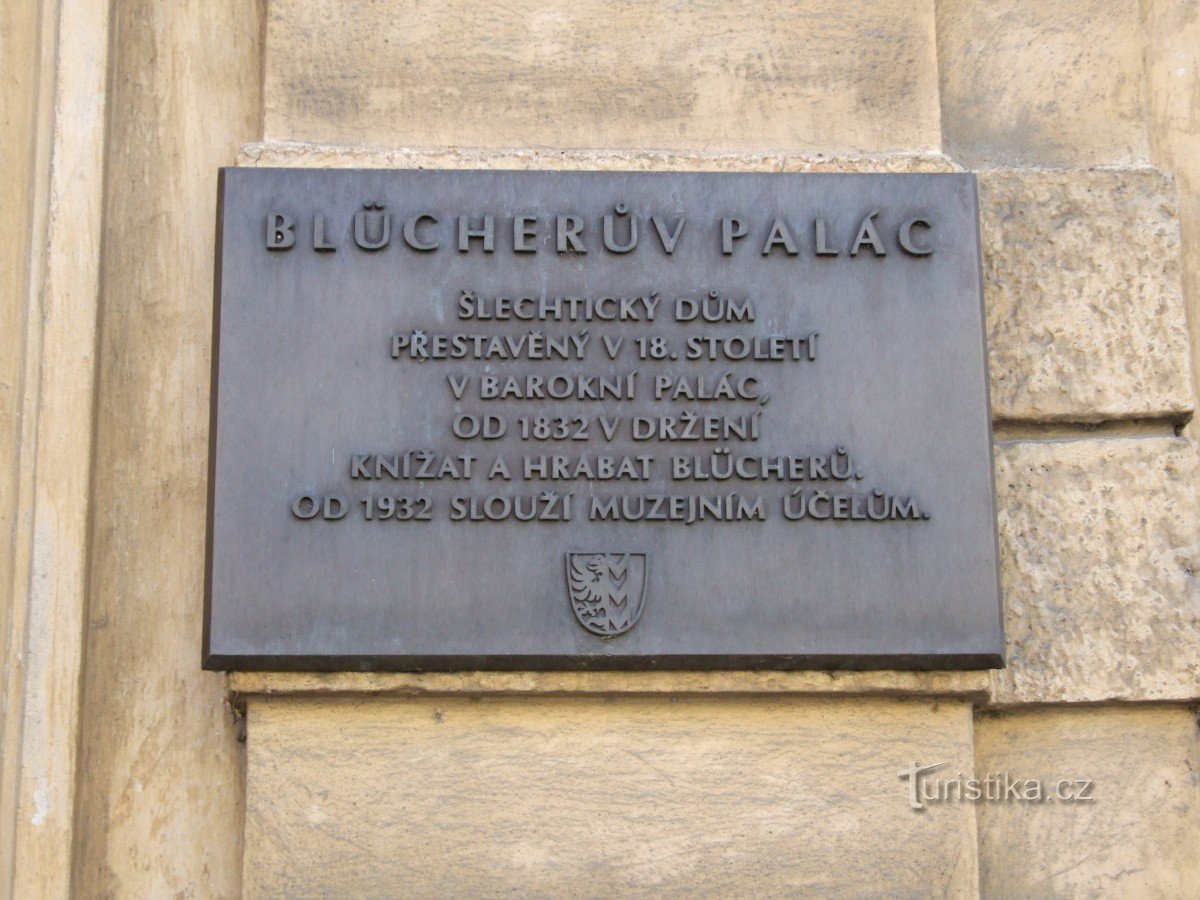 BLÜCHERŮV PALÁC
ŠLECHTICKÝ DŮM
PŘESTAVĚNÝ V 18. STOLETÍ
V BAROKNÍ PALÁC,
OD 1832 V DRŽENÍ
KNÍŽAT A HRABAT BLÜCHERŮ.
OD 1932 SLOUŽÍ MUZEJNÍM ÚČELŮM.
Turistika.cz